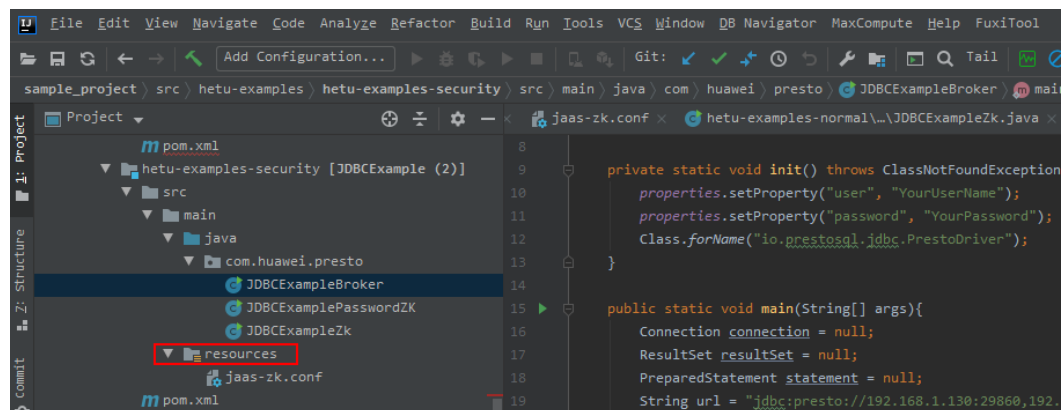 File Edit View Navigate Code Analyze Refactor Build Run Tools VCS Window DB Navigator MaxCompute Help FuxiTool
Add Configuration... Git: Tail
sample_project src hetu-examples hetu-examples-security src main java com huawei presto JDBCExampleBroker main
1: Project
Z: Structure
Commit
Project
pom.xml
hetu-examples-security [JDBCExample (2)]
src
main
java
com.huawei.presto
JDBCExampleBroker
JDBCExamplePasswordZK
JDBCExampleZk
resources
jaas-zk.conf
pom.xml
jaas-zk.conf hetu-examples-normal\...\JDBCExampleZk.java
8
9 private static void init() throws ClassNotFoundException
10 properties.setProperty("user", "YourUserName");
11 properties.setProperty("password", "YourPassword");
12 Class.forName("io.prestosql.jdbc.PrestoDriver");
13 }
14
15 public static void main(String[] args){
16 Connection connection = null;
17 ResultSet resultSet = null;
18 PreparedStatement statement = null;
19 String url = "jdbc:presto://192.168.1.130:29860,192.